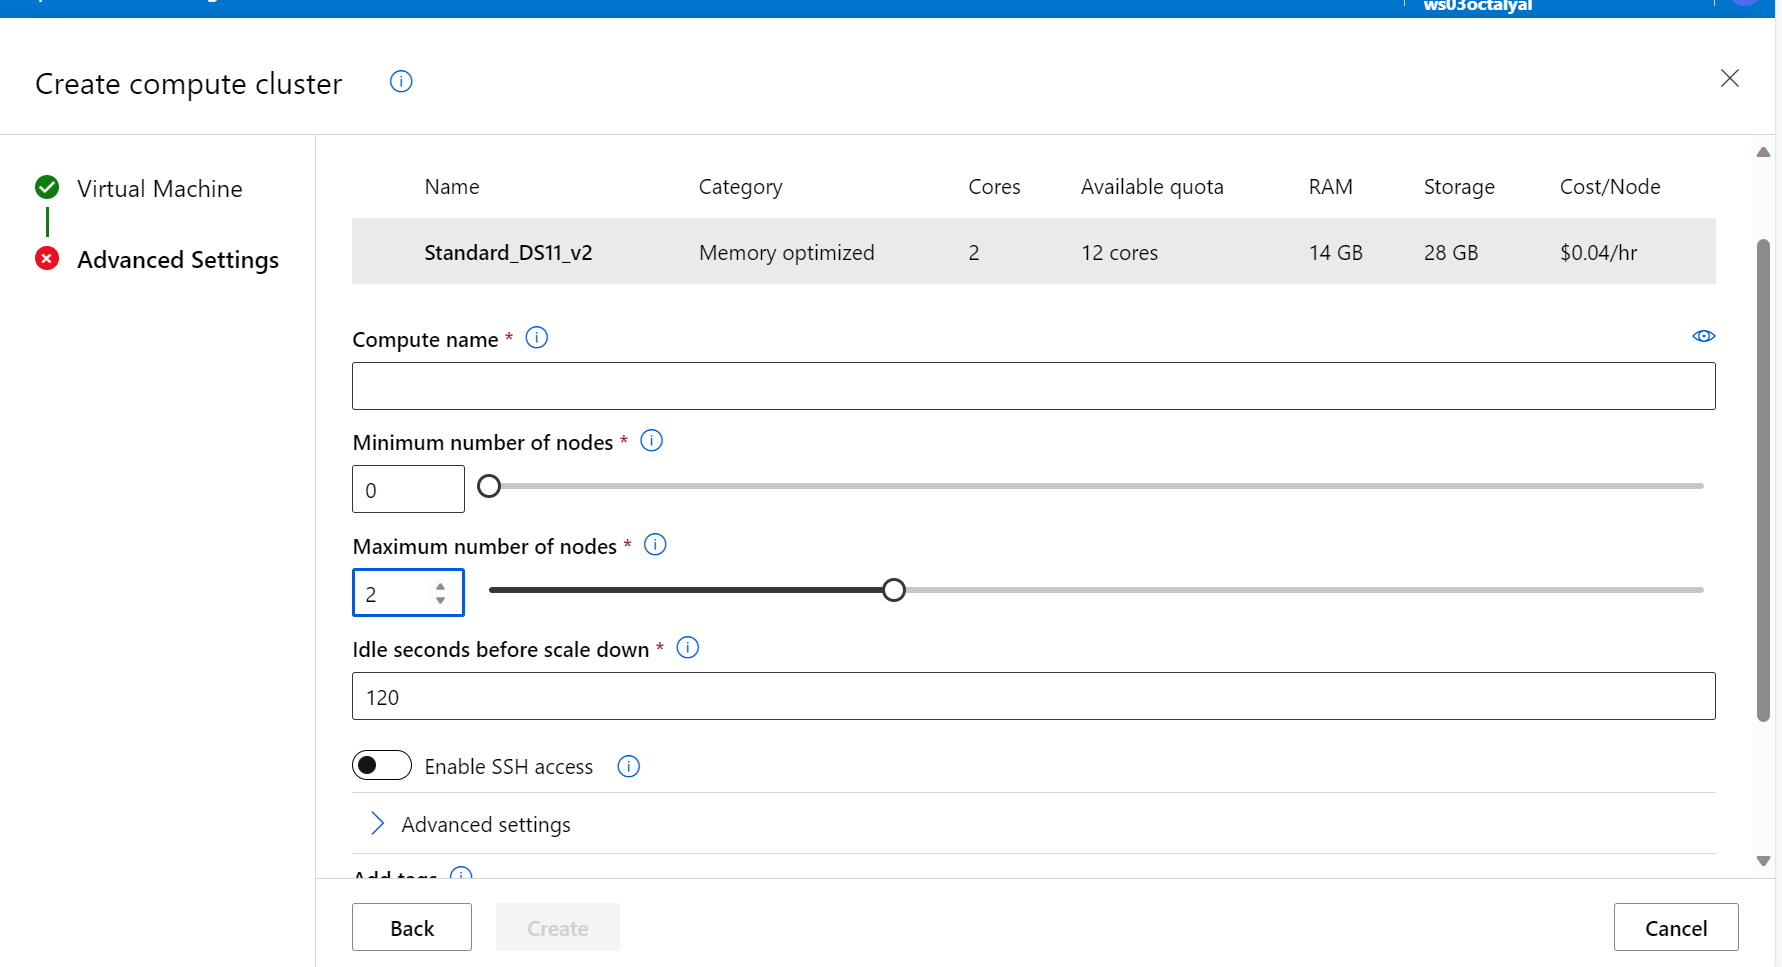 ws03octalyal
Create compute cluster
Virtual Machine
Advanced Settings
Name Category Cores Available quota RAM Storage Cost/Node
Standard_DS11_v2 Memory optimized 2 12 cores 14 GB 28 GB $0.04/hr
Compute name *
Minimum number of nodes *
0
Maximum number of nodes *
2
Idle seconds before scale down *
120
Enable SSH access
Advanced settings
Add tags
Back Create Cancel